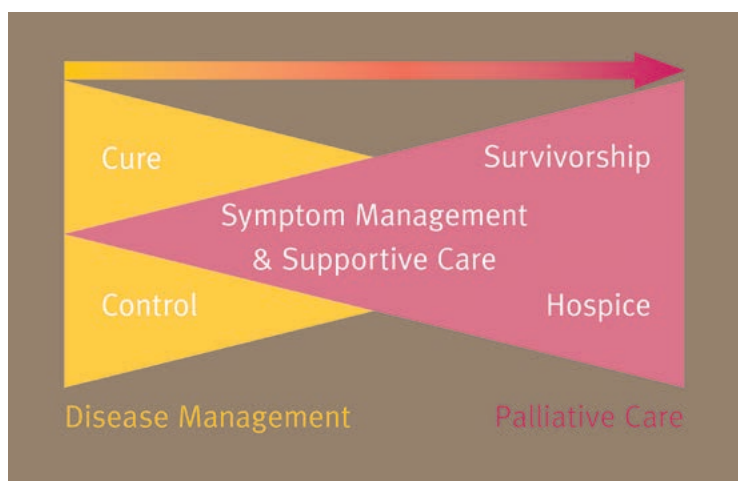 Cure
Survivorship
Symptom Management
& Supportive Care
Control
Hospice
Disease Management
Palliative Care